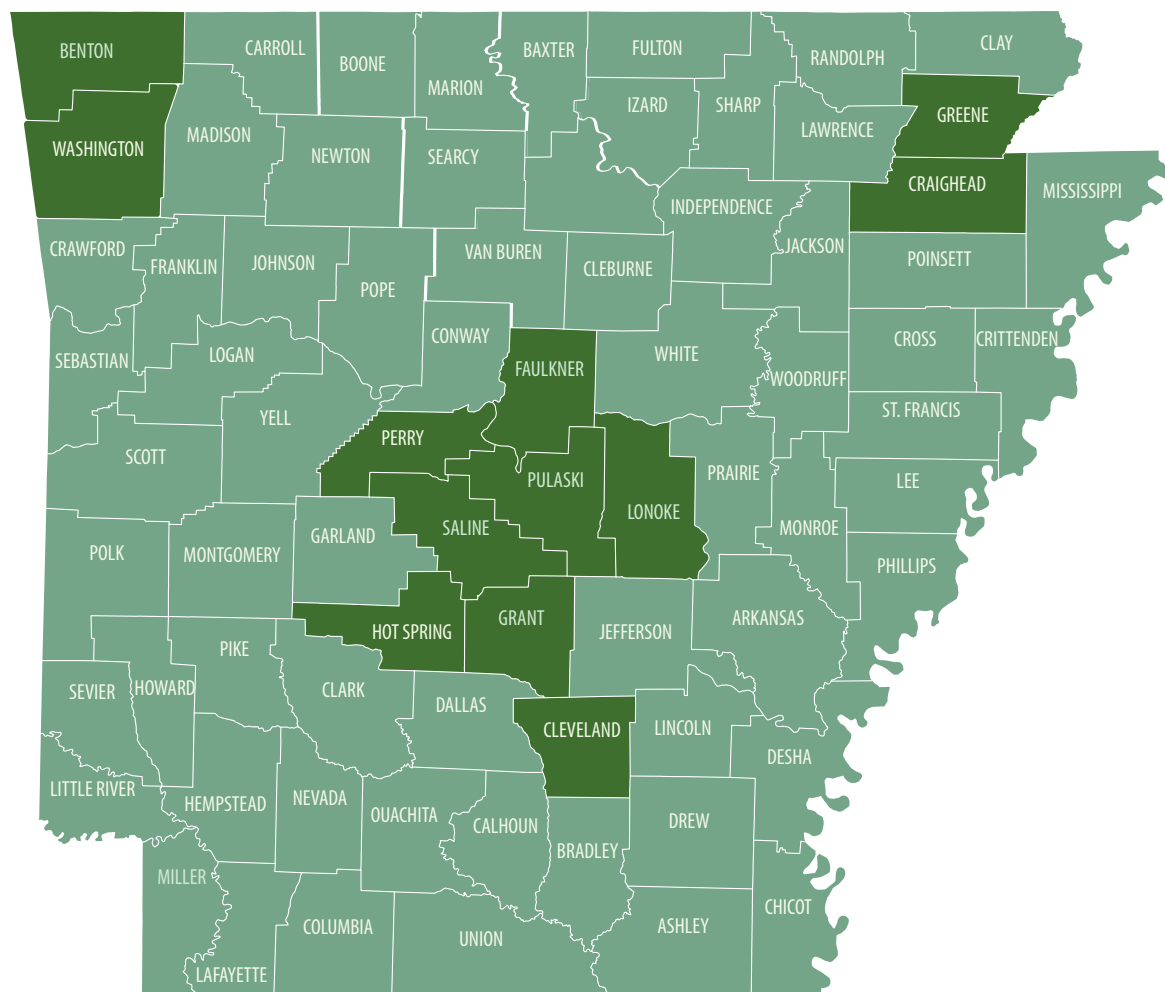 BENTON
CARROLL
BOONE
MARION
BAXTER
FULTON
RANDOLPH
CLAY
WASHINGTON
MADISON
NEWTON
SEARCY
IZARD
SHARP
LAWRENCE
GREENE
CRAIGHEAD
MISSISSIPPI
INDEPENDENCE
JACKSON
POINSETT
CRAWFORD
FRANKLIN
JOHNSON
POPE
VAN BUREN
CLEBURNE
CONWAY
WHITE
CROSS
CRITTENDEN
SEBASTIAN
LOGAN
FAULKNER
WOODRUFF
ST. FRANCIS
YELL
PERRY
SCOTT
PULASKI
PRAIRIE
LEE
LONOKE
SALINE
MONROE
GARLAND
POLK
MONTGOMERY
PHILLIPS
HOT SPRING
GRANT
JEFFERSON
ARKANSAS
PIKE
SEVIER
HOWARD
CLARK
DALLAS
CLEVELAND
LINCOLN
DESHA
LITTLE RIVER
HEMPSTEAD
NEVADA
OUACHITA
CALHOUN
BRADLEY
DREW
MILLER
COLUMBIA
UNION
ASHLEY
CHICOT
LAFAYETTE